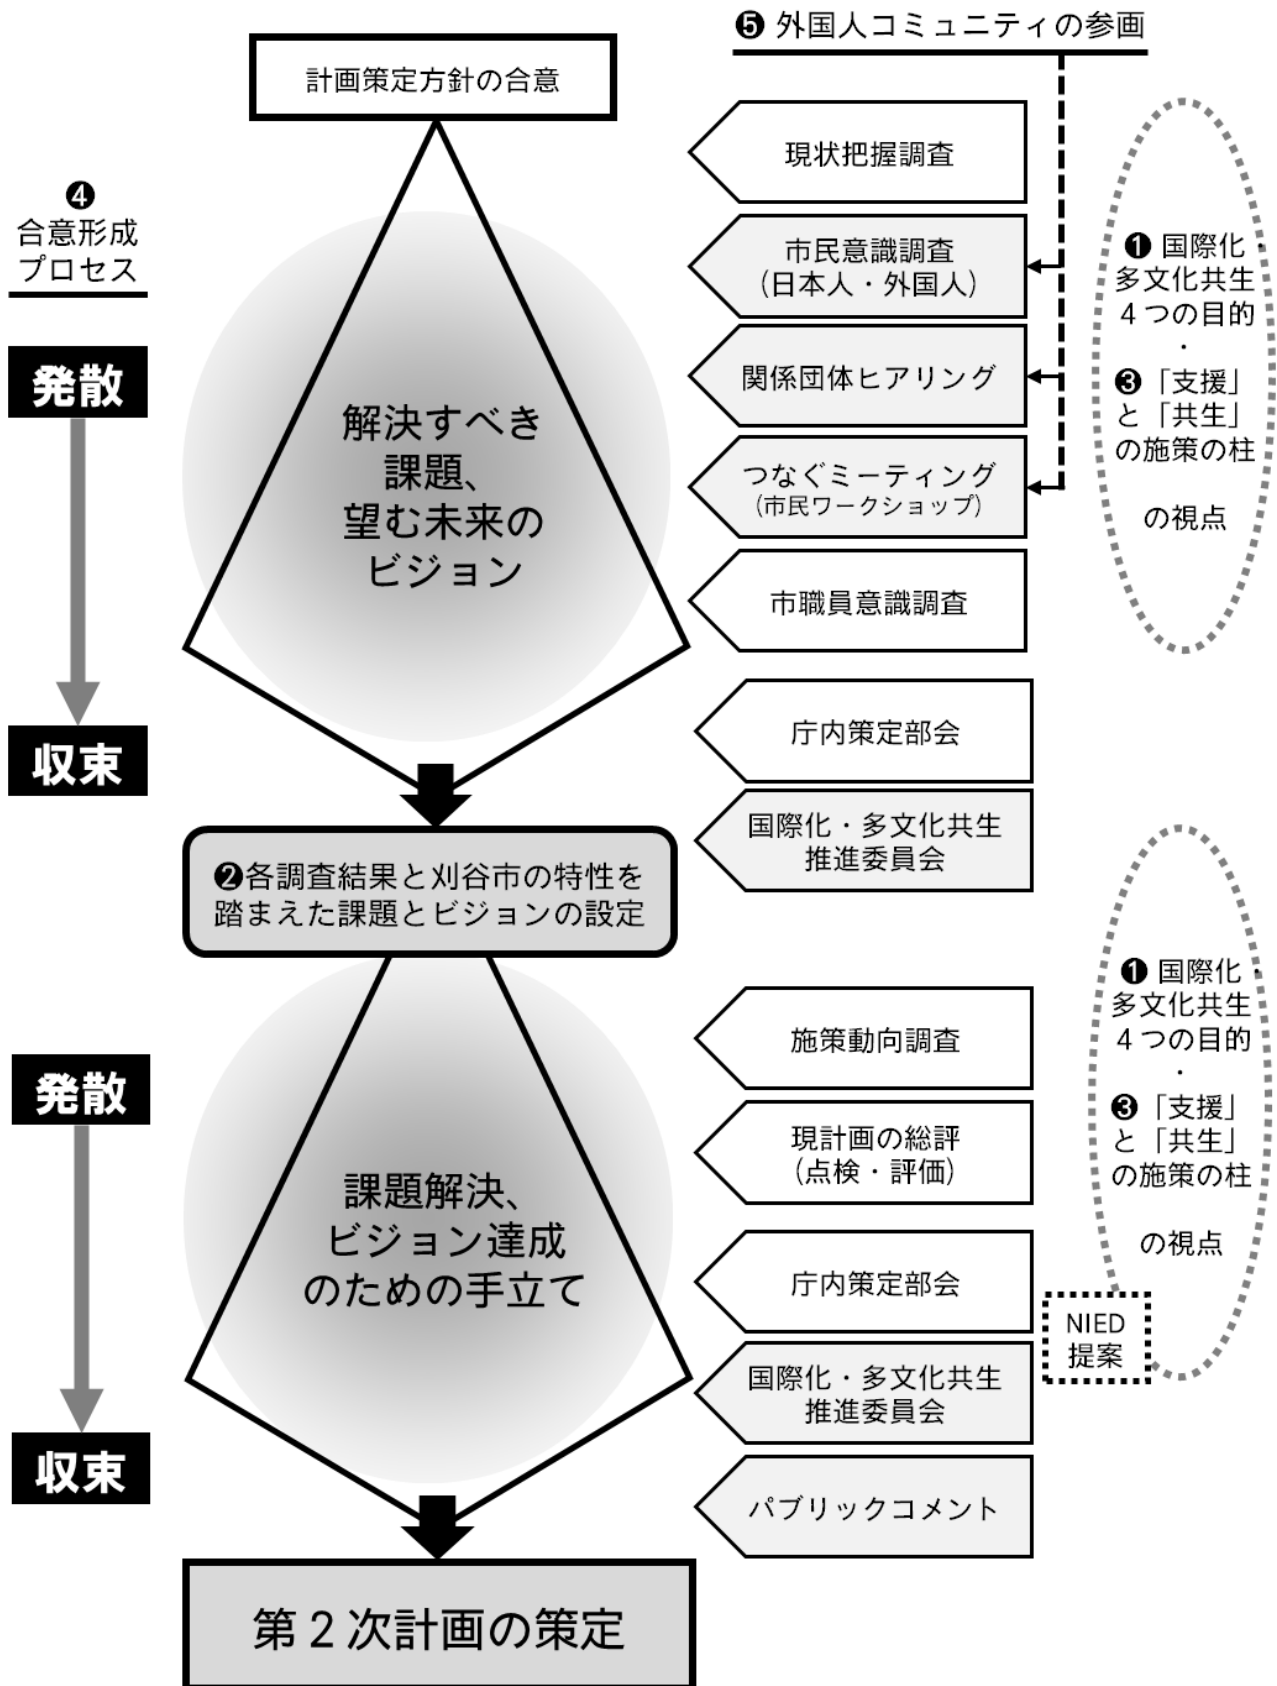 ❺ 外国人コミュニティの参画
計画策定方針の合意
❹
合意形成
プロセス
発散
収束
解決すべき
課題、
望む未来の
ビジョン
現状把握調査
市民意識調査
(日本人・外国人)
関係団体ヒアリング
つなぐミーティング
(市民ワークショップ)
市職員意識調査
庁内策定部会
国際化・多文化共生
推進委員会
❶ 国際化・
多文化共生
４つの目的
・
❸「支援」
と「共生」
の施策の柱
の視点
❷各調査結果と刈谷市の特性を
踏まえた課題とビジョンの設定
発散
収束
課題解決、
ビジョン達成
のための手立て
施策動向調査
現計画の総評
(点検・評価)
庁内策定部会
国際化・多文化共生
推進委員会
パブリックコメント
❶ 国際化・
多文化共生
４つの目的
・
❸「支援」
と「共生」
の施策の柱
の視点
NIED
提案
第２次計画の策定